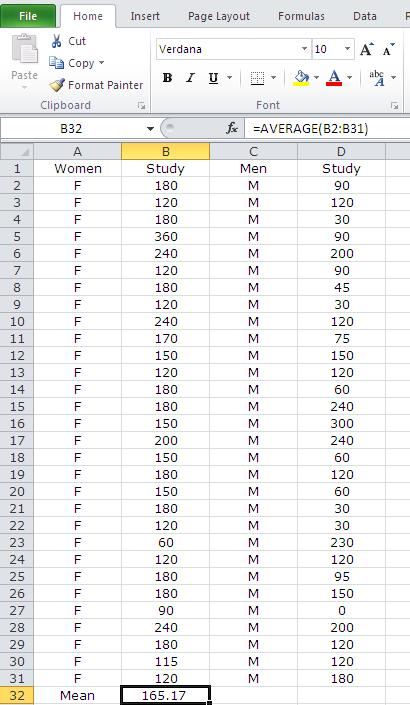 File Home Insert Page Layout Formulas Data
Cut
Copy
Format Painter
Paste
Clipboard
Verdana 10 A A
B I U A abc
Font
B32 fx =AVERAGE(B2:B31)
A B C D
1 Women Study Men Study
2 F 180 M 90
3 F 120 M 120
4 F 180 M 30
5 F 360 M 90
6 F 240 M 200
7 F 120 M 90
8 F 180 M 45
9 F 120 M 30
10 F 240 M 120
11 F 170 M 75
12 F 150 M 150
13 F 120 M 120
14 F 180 M 60
15 F 180 M 240
16 F 150 M 300
17 F 200 M 240
18 F 150 M 60
19 F 180 M 120
20 F 150 M 60
21 F 180 M 30
22 F 120 M 30
23 F 60 M 230
24 F 120 M 120
25 F 180 M 95
26 F 180 M 150
27 F 90 M 0
28 F 240 M 200
29 F 180 M 120
30 F 115 M 120
31 F 120 M 180
32 Mean 165.17